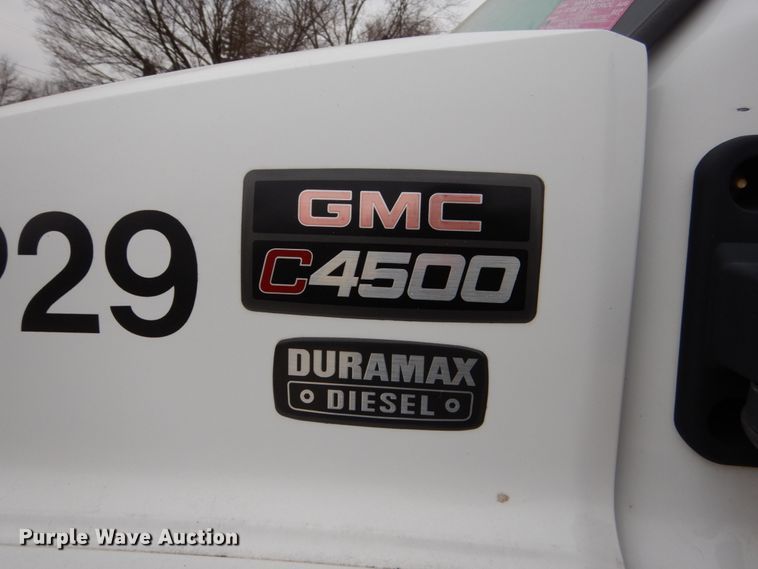 GMC
29
C4500
DURAMAX
DIESEL
Purple Wave Auction